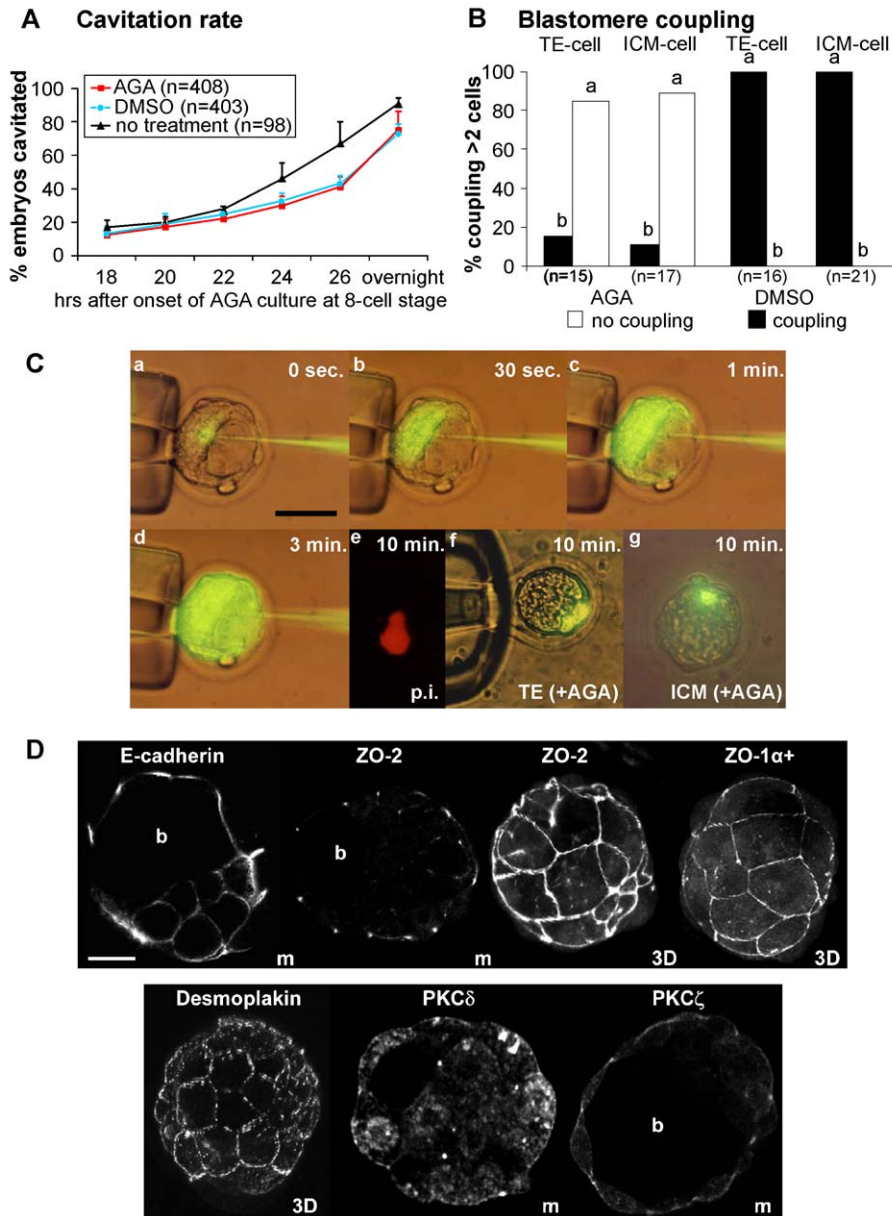 A Cavitation rate
AGA (n=408)
DMSO (n=403)
no treatment (n=98)
% embryos cavitated
100
80
60
40
20
0
18 20 22 24 26 overnight
hrs after onset of AGA culture at 8-cell stage
B Blastomere coupling
TE-cell ICM-cell TE-cell ICM-cell
% coupling >2 cells
100
80
60
40
20
0
a a a a
b b b b
(n=15) (n=17) (n=16) (n=21)
AGA DMSO
no coupling coupling
C
a 0 sec.
b 30 sec.
c 1 min.
d 3 min.
e 10 min.
p.i.
f 10 min.
TE (+AGA)
g 10 min.
ICM (+AGA)
D
E-cadherin ZO-2 ZO-2 ZO-1α+
b b
m m 3D 3D
Desmoplakin PKCδ PKCζ
b
3D m m